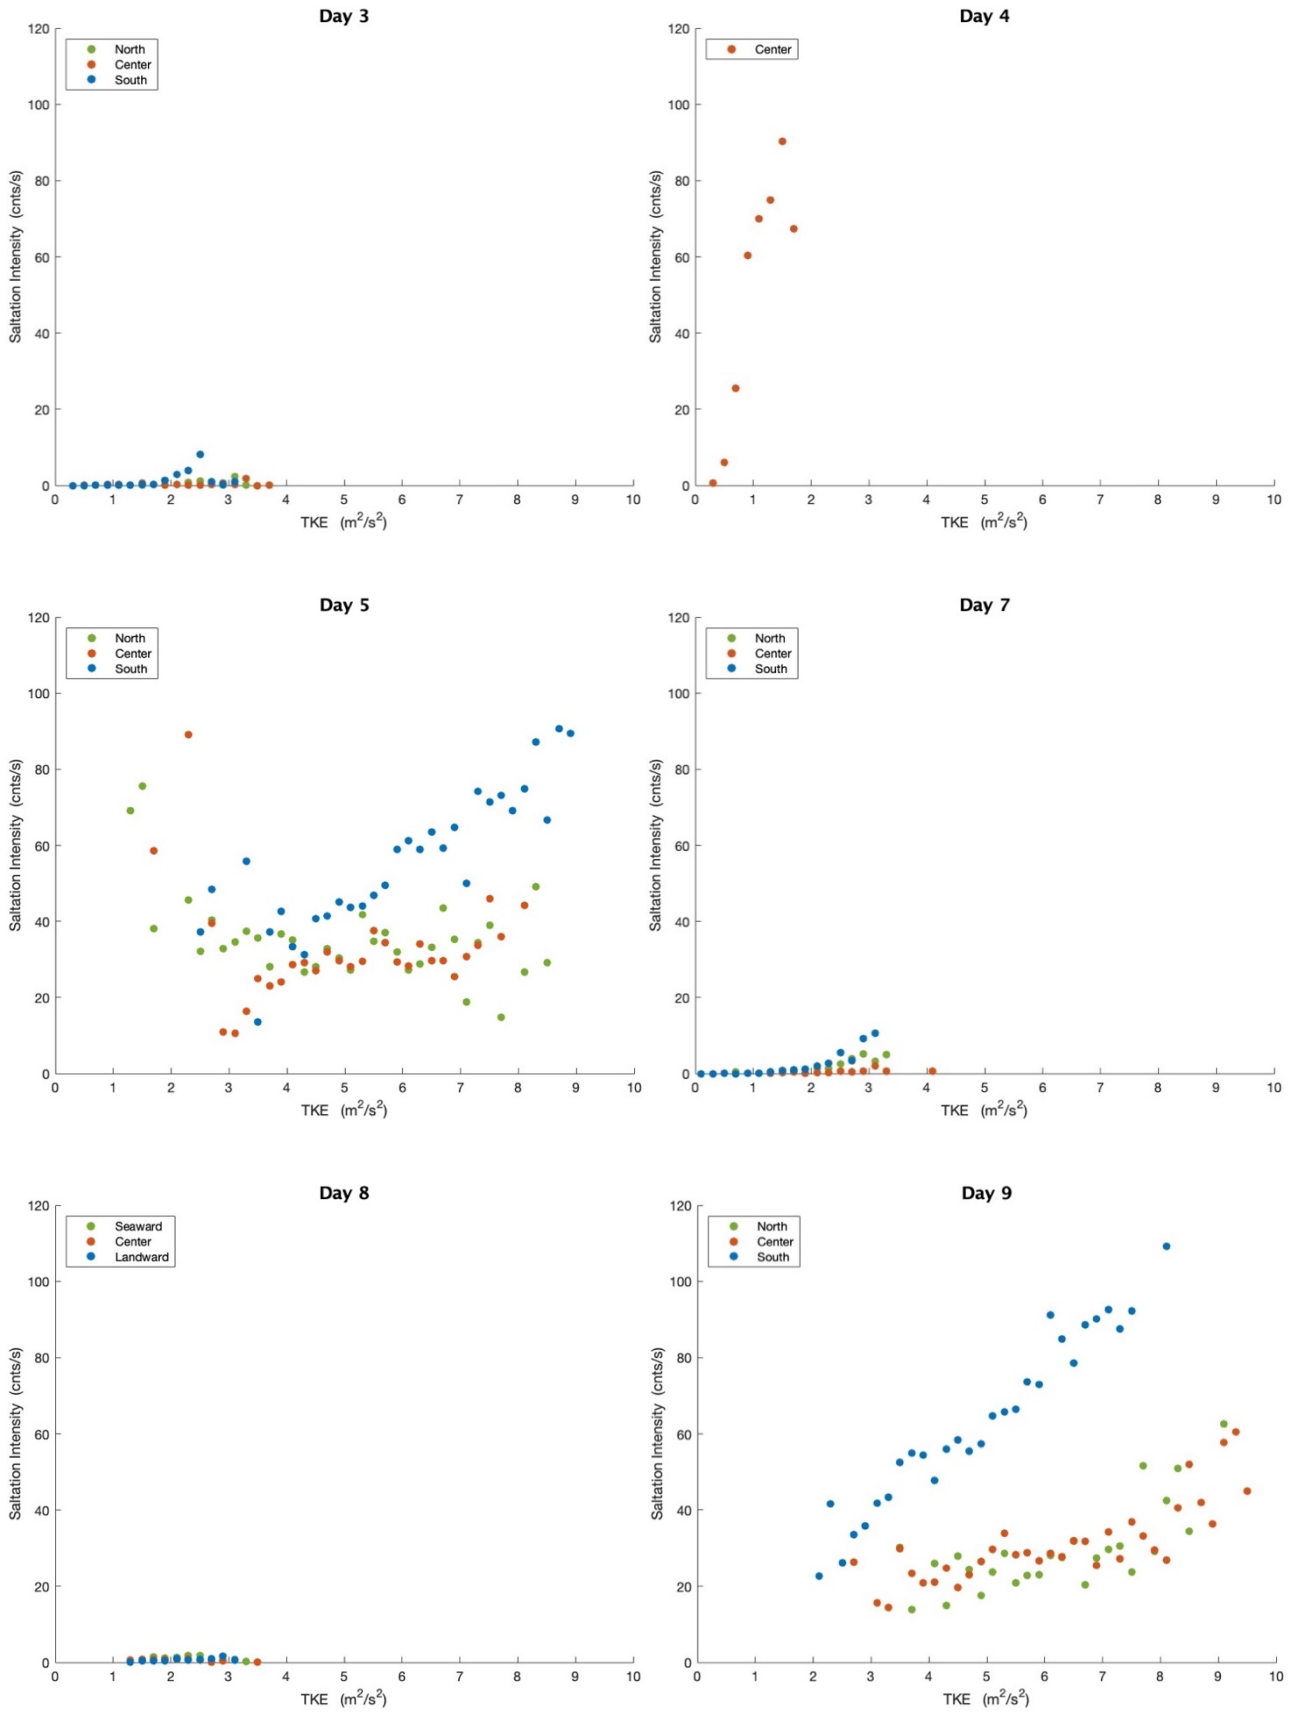 Day 3
120
100
80
60
40
20
0
Saltation Intensity (cnts/s)
North
Center
South
0 1 2 3 4 5 6 7 8 9 10
TKE (m²/s²)
Day 4
120
100
80
60
40
20
0
Saltation Intensity (cnts/s)
Center
0 1 2 3 4 5 6 7 8 9 10
TKE (m²/s²)
Day 5
120
100
80
60
40
20
0
Saltation Intensity (cnts/s)
North
Center
South
0 1 2 3 4 5 6 7 8 9 10
TKE (m²/s²)
Day 7
120
100
80
60
40
20
0
Saltation Intensity (cnts/s)
North
Center
South
0 1 2 3 4 5 6 7 8 9 10
TKE (m²/s²)
Day 8
120
100
80
60
40
20
0
Saltation Intensity (cnts/s)
Seaward
Center
Landward
0 1 2 3 4 5 6 7 8 9 10
TKE (m²/s²)
Day 9
120
100
80
60
40
20
0
Saltation Intensity (cnts/s)
North
Center
South
0 1 2 3 4 5 6 7 8 9 10
TKE (m²/s²)